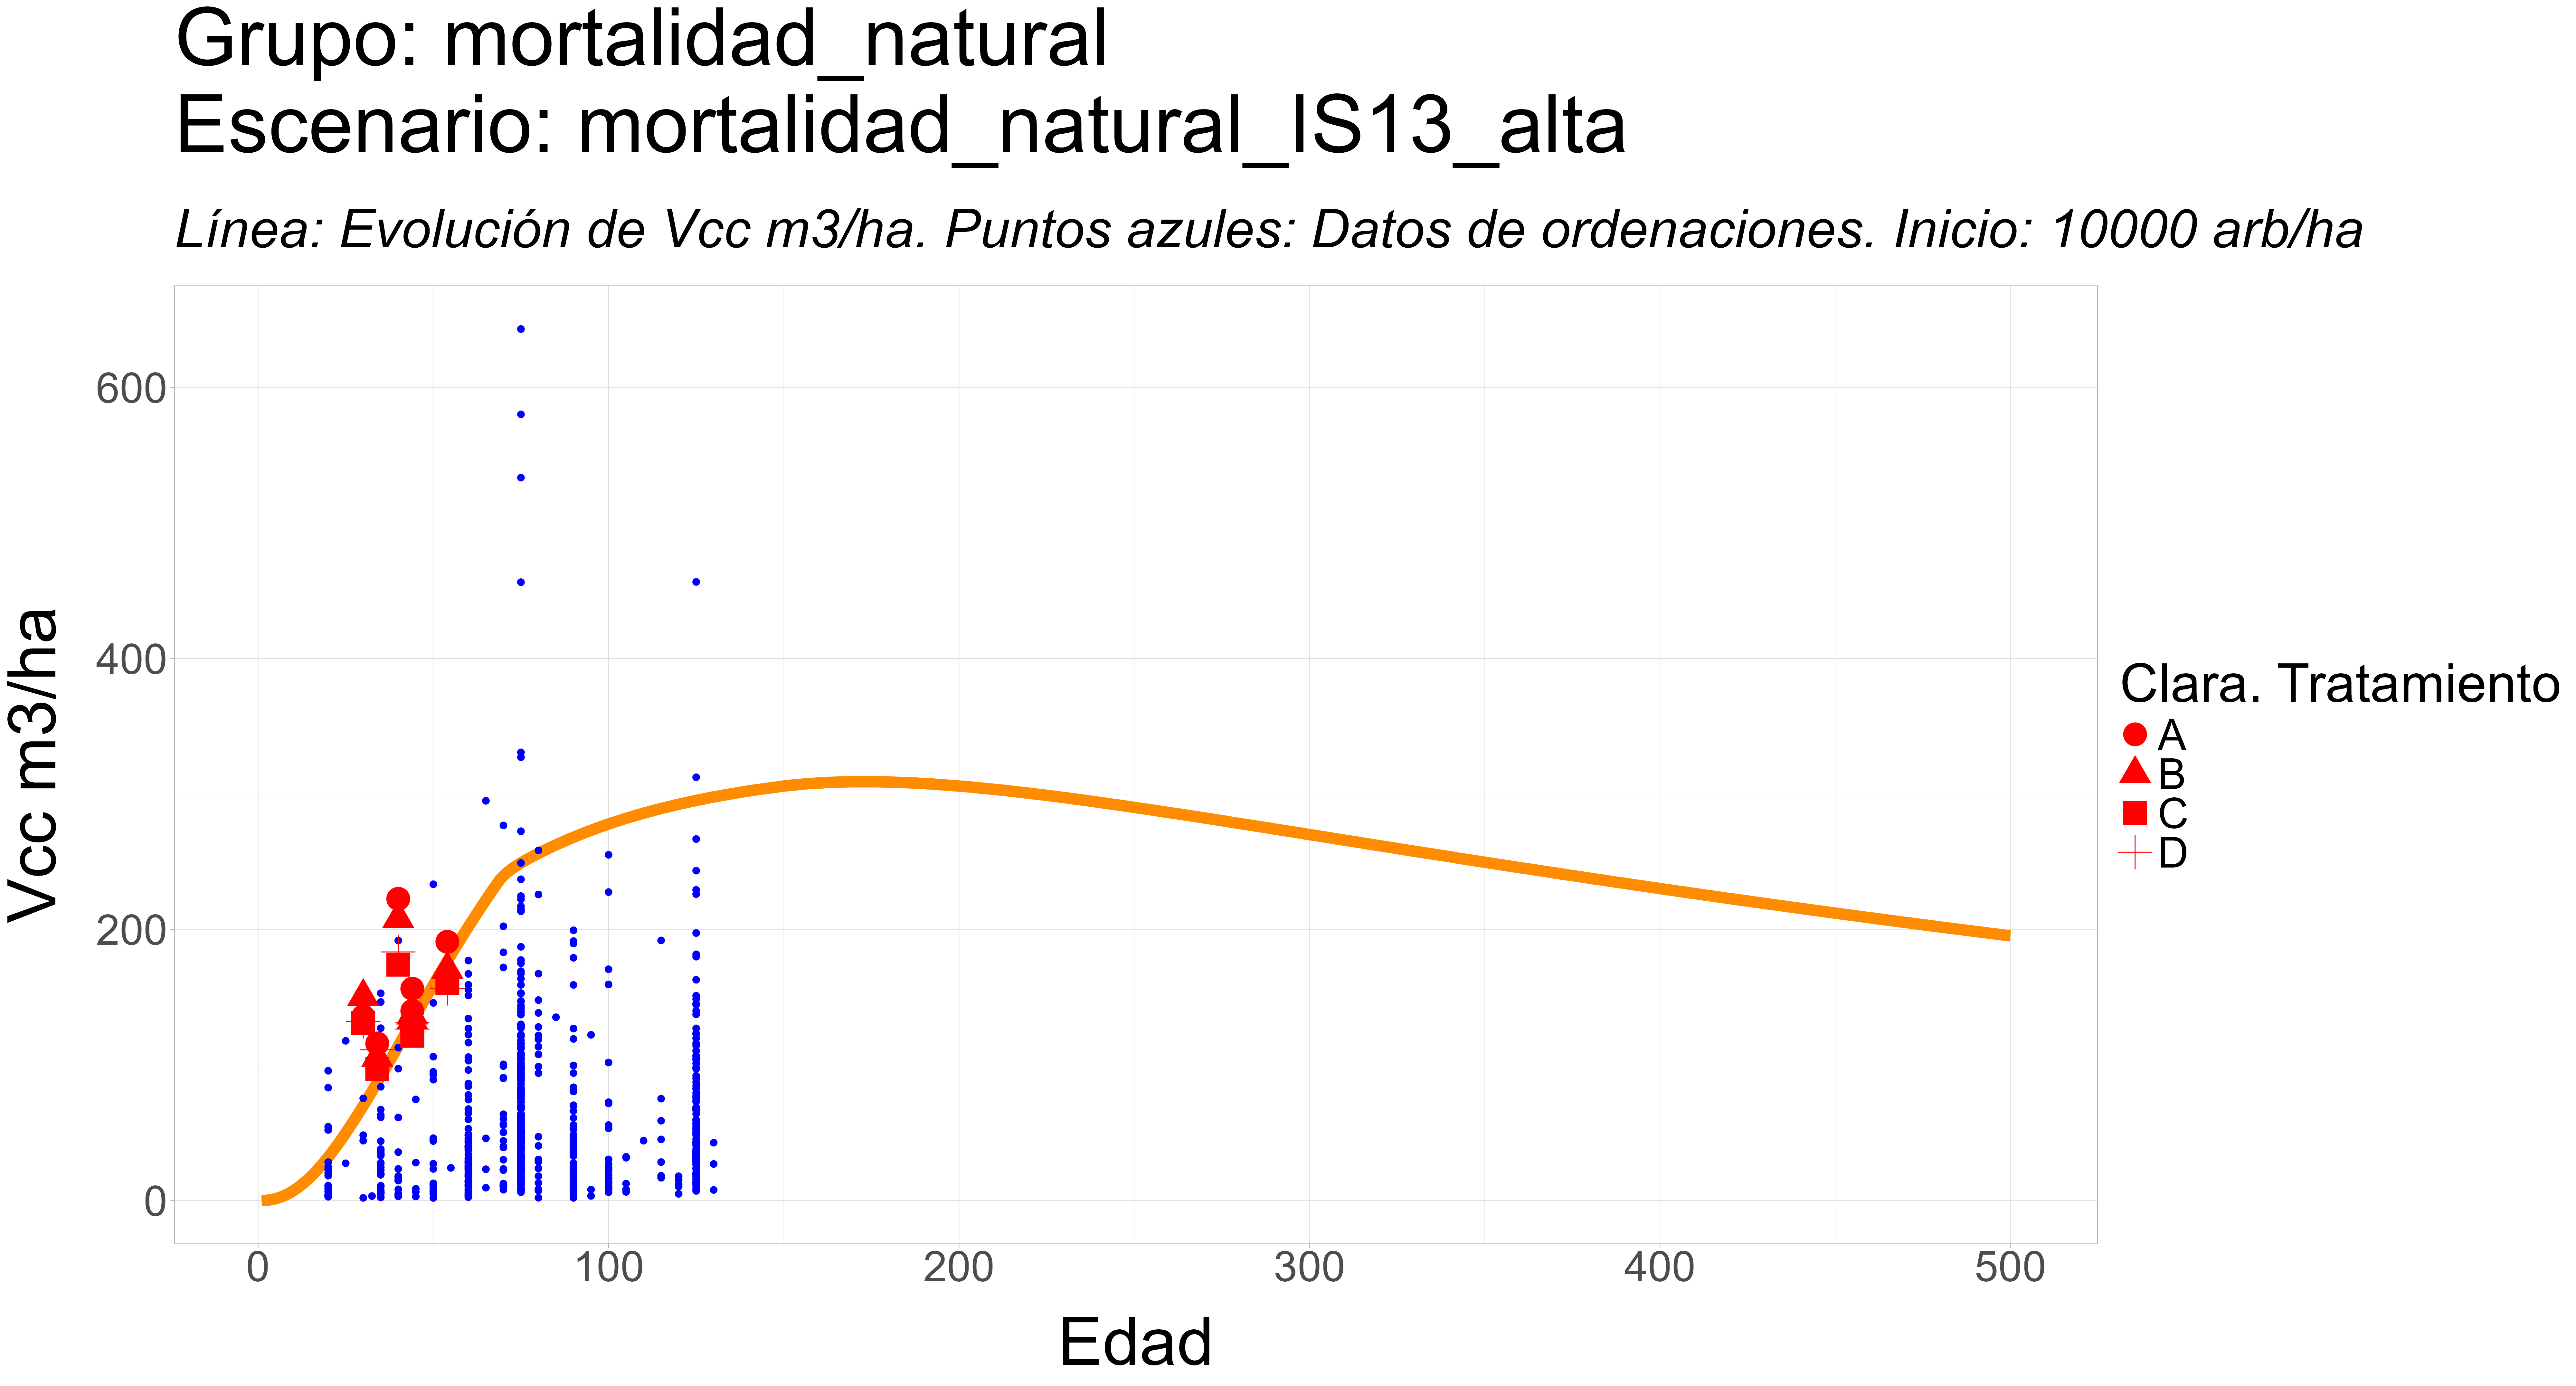 Grupo: mortalidad_natural
Escenario: mortalidad_natural_IS13_alta
Línea: Evolución de Vcc m3/ha. Puntos azules: Datos de ordenaciones. Inicio: 10000 arb/ha
Vcc m3/ha
600
400
200
0
0 100 200 300 400 500
Edad
Clara. Tratamiento
A
B
C
D